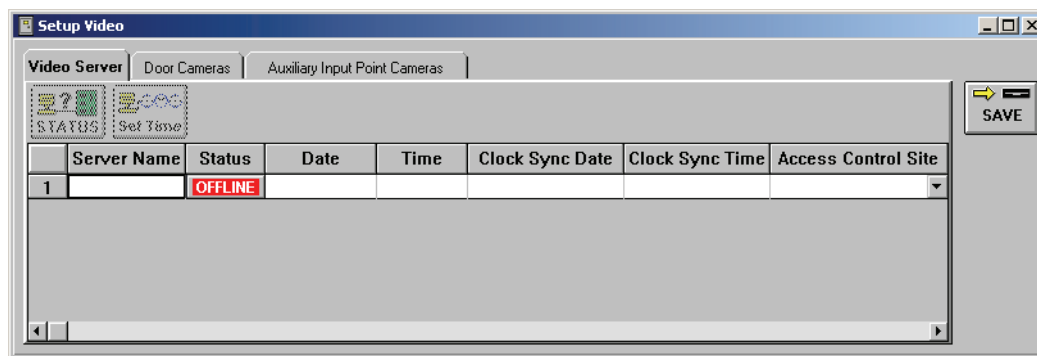 Setup Video
Video Server Door Cameras Auxiliary Input Point Cameras
? STATUS Set Time SAVE
Server Name Status Date Time Clock Sync Date Clock Sync Time Access Control Site
1 OFFLINE